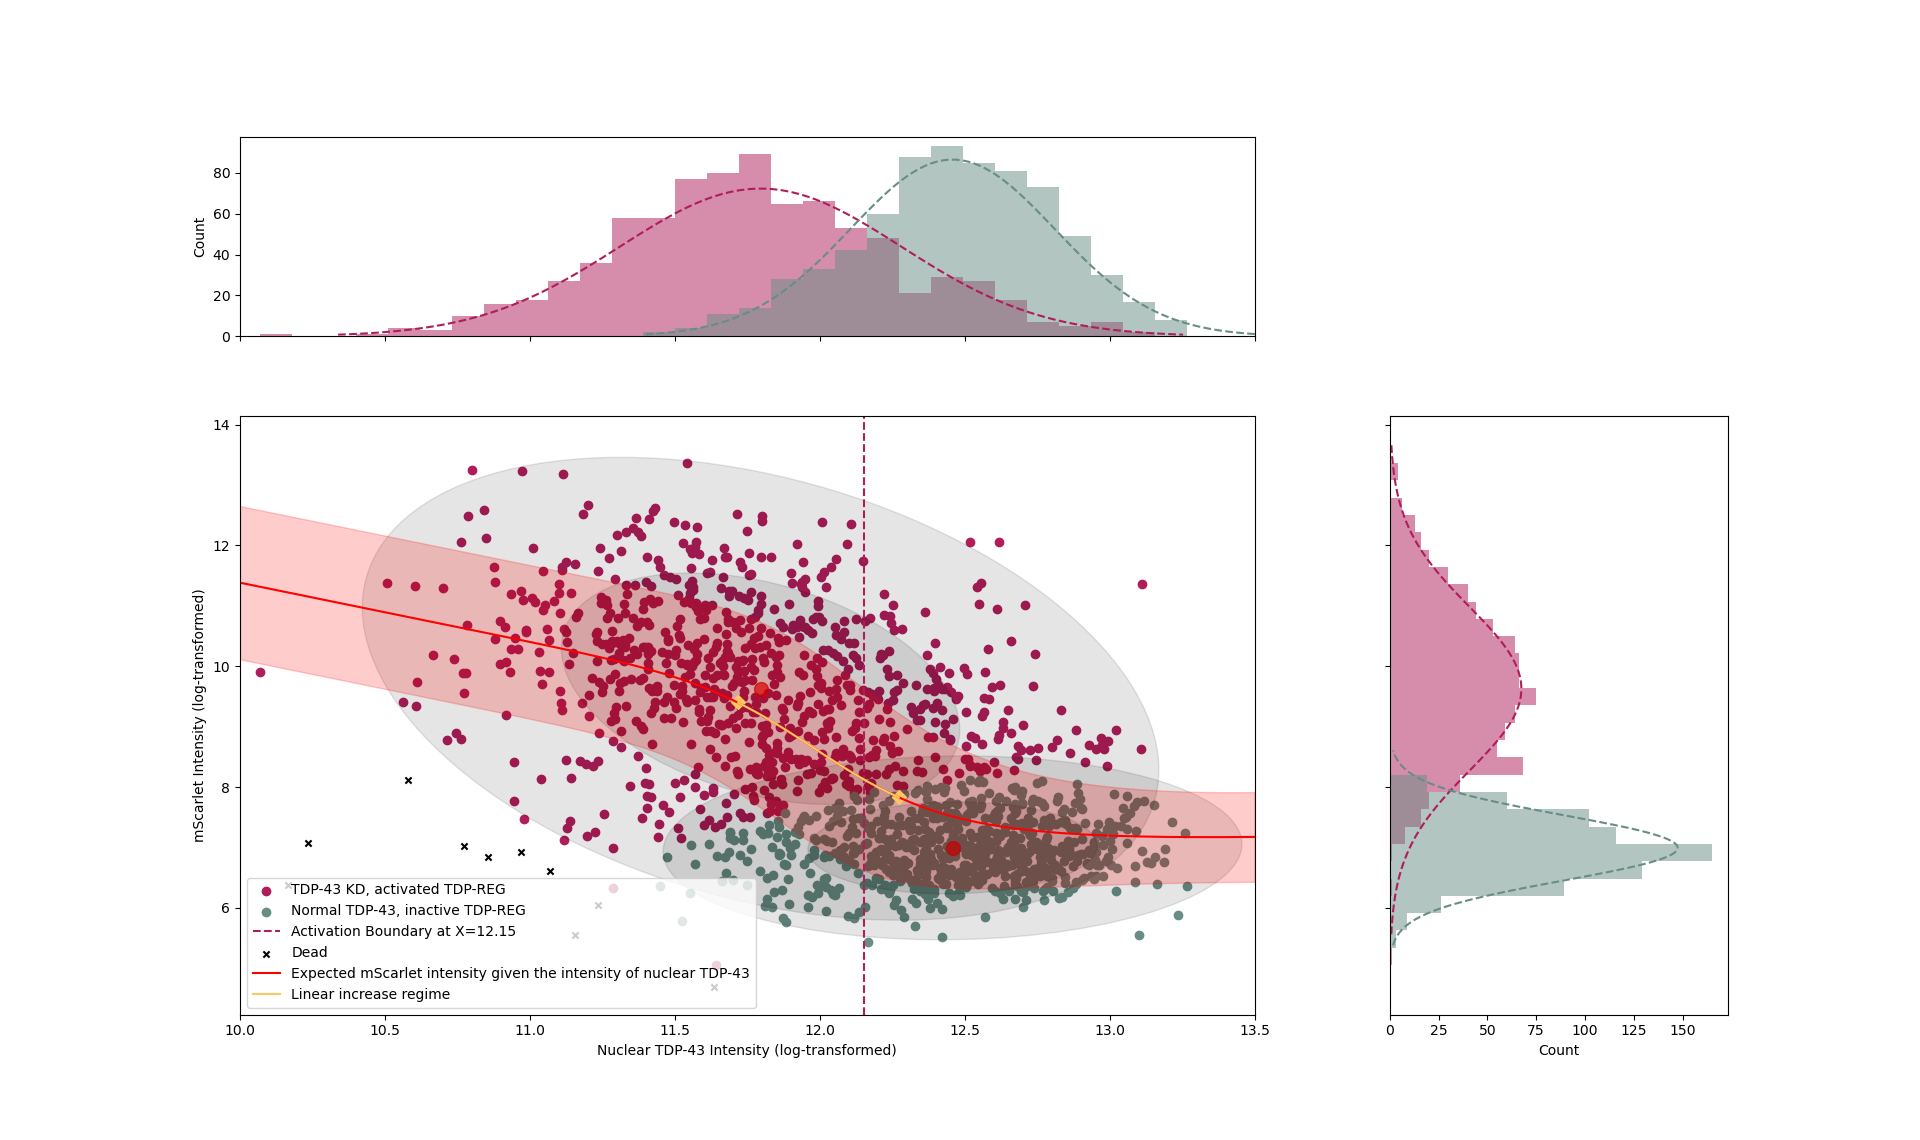 80
60
40
20
0
Count
14
12
10
8
6
mScarlet Intensity (log-transformed)
TDP-43 KD, activated TDP-REG
Normal TDP-43, inactive TDP-REG
Activation Boundary at X=12.15
Dead
Expected mScarlet intensity given the intensity of nuclear TDP-43
Linear increase regime
10.0 10.5 11.0 11.5 12.0 12.5 13.0 13.5
Nuclear TDP-43 Intensity (log-transformed)
0 25 50 75 100 125 150
Count